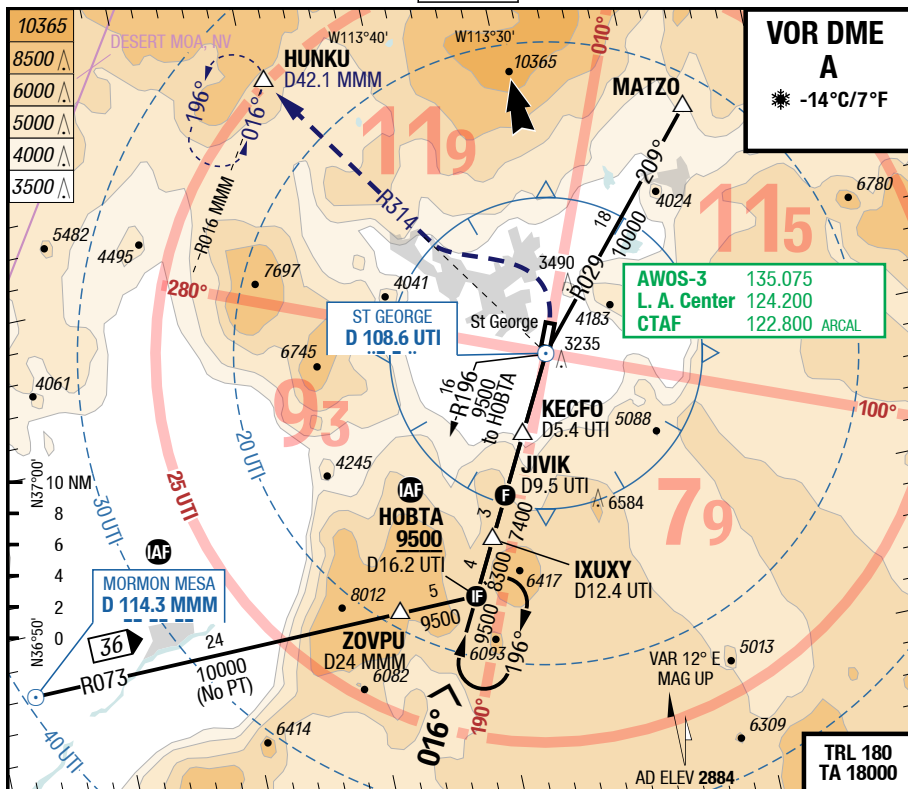 10365
8500
6000
5000
4000
3500
DESERT MOA, NV
W113°40'
W113°30'
010°
VOR DME
A
-14°C/7°F
HUNKU
D42.1 MMM
10365
MATZO
196°
016°
119
R016 MMM
R314
209°
18
10000
R029
4024
6780
115
5482
4495
7697
280°
4041
3490
ST GEORGE
D 108.6 UTI
St George
4183
3235
AWOS-3 135.075
L. A. Center 124.200
CTAF 122.800 ARCAL
6745
93
4061
R196
16
9500
to HOBTA
100°
KECFO
D5.4 UTI
5088
20 UTI
25 UTI
30 UTI
40 UTI
4245
JIVIK
D9.5 UTI
F
6584
79
N37°00'
10 NM
8
6
4
2
0
N36°50'
IAF
HOBTA
9500
D16.2 UTI
3
7400
IAF
MORMON MESA
D 114.3 MMM
4
8300
IXUXY
D12.4 UTI
6417
8012
5
9500
IF
ZOVPU
D24 MMM
9500
6093
196°
36
24
R073
10000
(No PT)
6082
016°
190°
6414
5013
VAR 12° E
MAG UP
6309
AD ELEV 2884
TRL 180
TA 18000